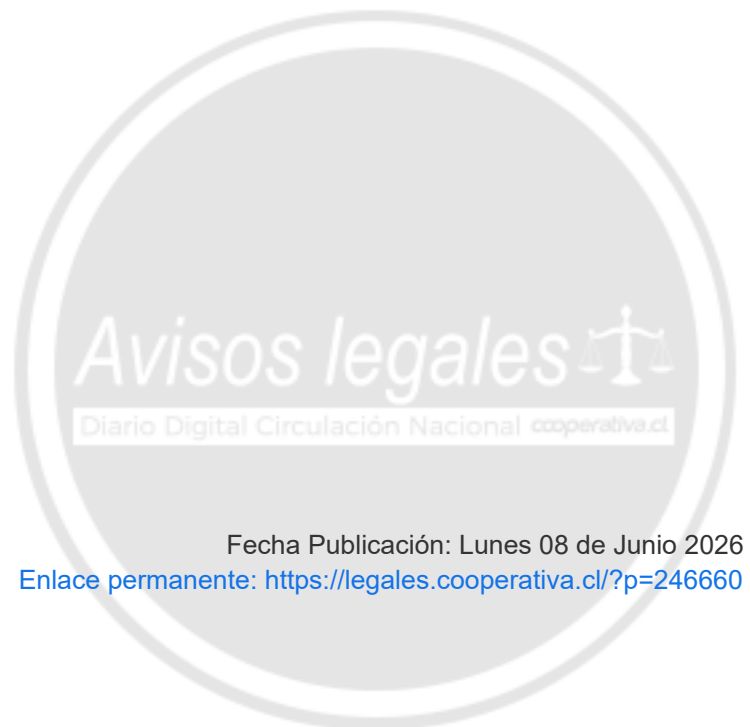 Avisos legales
Diario Digital Circulación Nacional cooperativa.cl
Fecha Publicación: Lunes 08 de Junio 2026
Enlace permanente: https://legales.cooperativa.cl/?p=246660